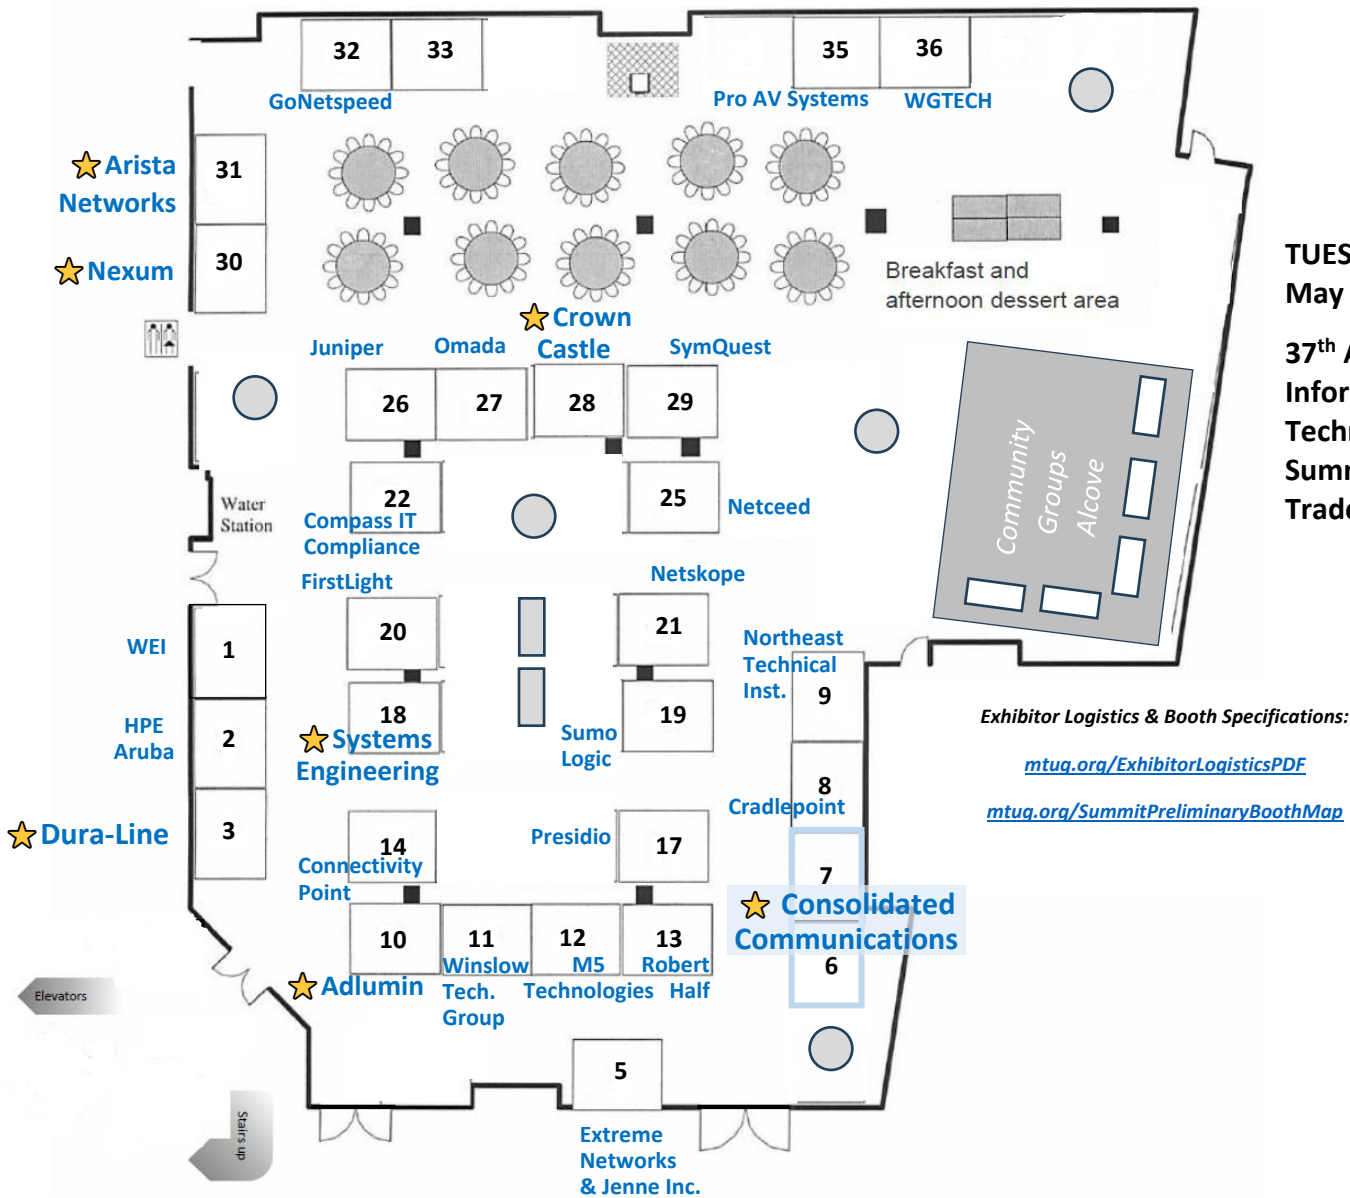 32
33
35
36
GoNetspeed
Pro AV Systems
WGTECH
31
Arista
Networks
30
Nexum
Breakfast and
afternoon dessert area
TUES
May
37th A
Infor
Techn
Summ
Trade
Crown
Castle
Juniper
Omada
SymQuest
26
27
28
29
Community
Groups
Alcove
22
25
Compass IT
Compliance
Netceed
Water
Station
FirstLight
Netskope
20
21
WEI
1
Northeast
Technical
Inst.
9
HPE
Aruba
2
18
Systems
Engineering
19
Sumo
Logic
Exhibitor Logistics & Booth Specifications:
mtug.org/ExhibitorLogisticsPDF
mtug.org/SummitPreliminaryBoothMap
8
Cradlepoint
Dura-Line
3
14
Connectivity
Point
Presidio
17
7
Consolidated
Communications
6
10
11
12
13
Adlumin
Winslow
Tech.
Group
M5
Technologies
Robert
Half
Elevators
5
Stairs up
Extreme
Networks
& Jenne Inc.